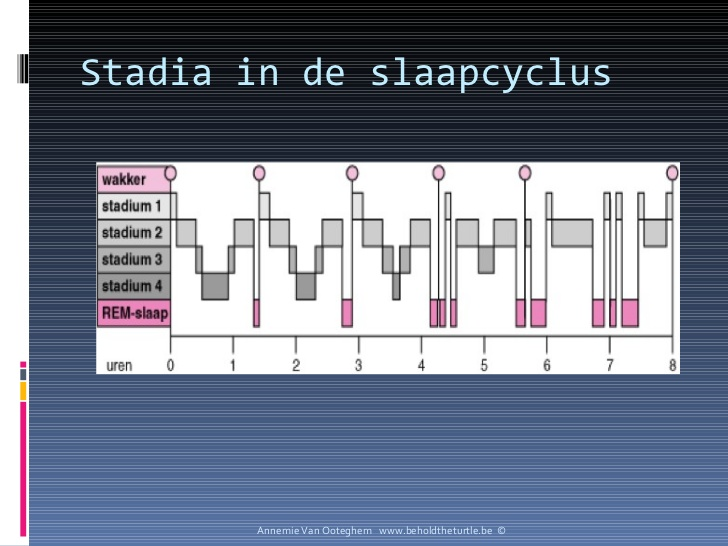 Stadia in de slaapcyclus
wakker
stadium 1
stadium 2
stadium 3
stadium 4
REM-slaap
uren 0 1 2 3 4 5 6 7 8
Annemie Van Ooteghem www.beholdtheturtle.be ©